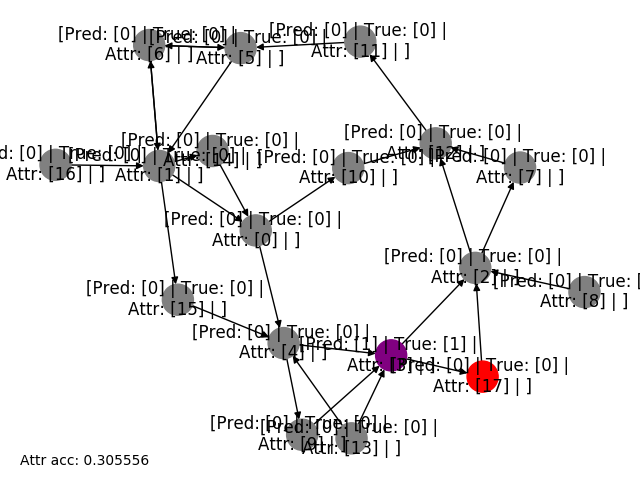 [Pred: [0] | True: [0] |
Attr: [6] | ]
[Pred: [0] | True: [0] |
Attr: [5] | ]
[Pred: [0] | True: [0] |
Attr: [11] | ]
[Pred: [0] | True: [0] |
Attr: [14] | ]
d: [0] | True: [0] |
Attr: [16] | ]
[Pred: [0] | True: [0] |
Attr: [1] | ]
[Pred: [0] | True: [0] |
Attr: [10] | ]
[Pred: [0] | True: [0] |
Attr: [12] | ]
[Pred: [0] | True: [0] |
Attr: [7] | ]
[Pred: [0] | True: [0] |
Attr: [0] | ]
[Pred: [0] | True: [0] |
Attr: [2] | ]
[Pred: [0] | True: [
Attr: [8] | ]
[Pred: [0] | True: [0] |
Attr: [15] | ]
[Pred: [0] | True: [0] |
Attr: [4] | ]
[Pred: [1] | True: [1] |
Attr: [3] | ]
[Pred: [0] | True: [0] |
Attr: [17] | ]
[Pred: [0] | True: [0] |
Attr: [9] | ]
[Pred: [0] | True: [0] |
Attr: [13] | ]
Attr acc: 0.305556